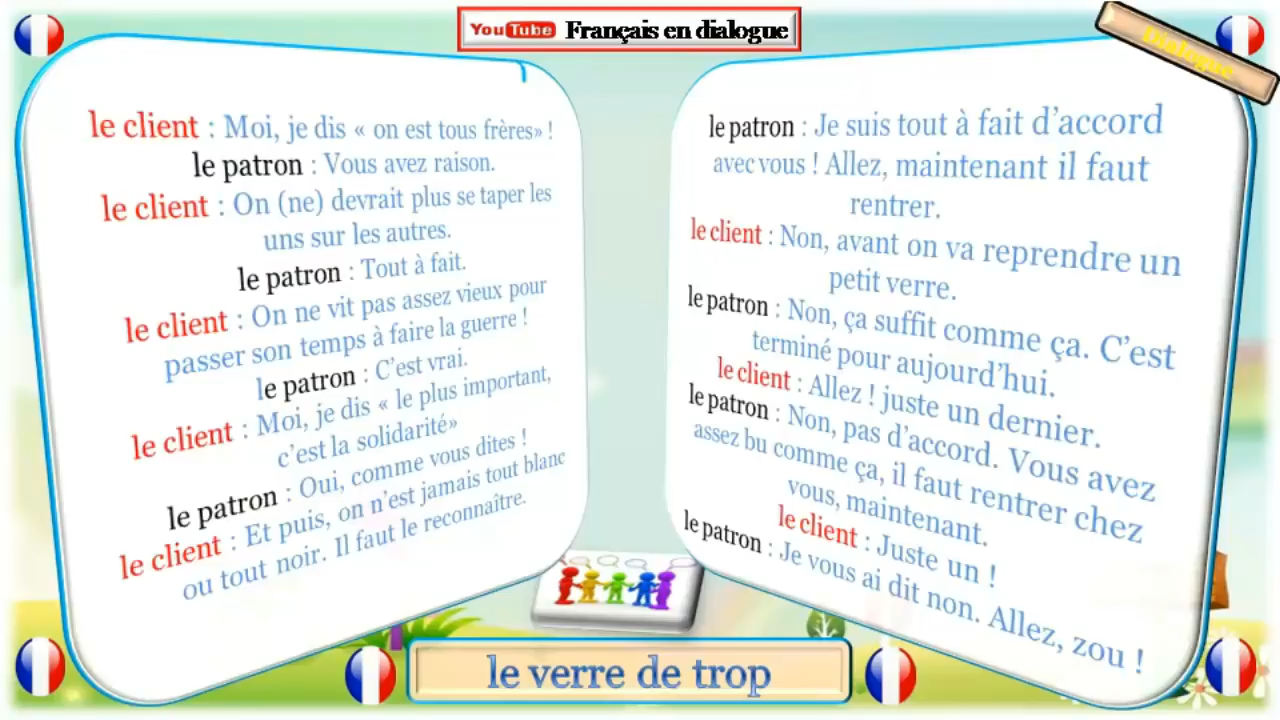 YouTube Français en dialogue
Dialogue
le client : Moi, je dis « on est tous frères» !
le patron : Vous avez raison.
le client : On (ne) devrait plus se taper les
uns sur les autres.
le patron : Tout à fait.
le client : On ne vit pas assez vieux pour
passer son temps à faire la guerre !
le patron : C’est vrai.
le client : Moi, je dis « le plus important,
c’est la solidarité»
le patron : Oui, comme vous dites !
le client : Et puis, on n’est jamais tout blanc
ou tout noir. Il faut le reconnaître.
le patron : Je suis tout à fait d’accord
avec vous ! Allez, maintenant il faut
rentrer.
le client : Non, avant on va reprendre un
petit verre.
le patron : Non, ça suffit comme ça. C’est
terminé pour aujourd’hui.
le client : Allez ! juste un dernier.
le patron : Non, pas d’accord. Vous avez
assez bu comme ça, il faut rentrer chez
vous, maintenant.
le client : Juste un !
le patron : Je vous ai dit non. Allez, zou !
le verre de trop